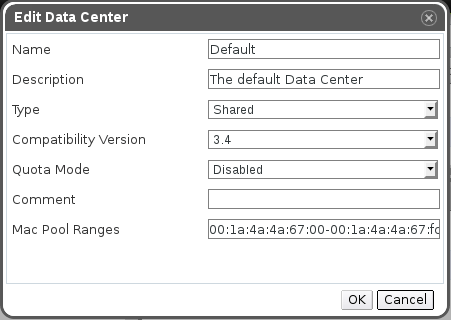 Edit Data Center
Name Default
Description The default Data Center
Type Shared
Compatibility Version 3.4
Quota Mode Disabled
Comment
Mac Pool Ranges 00:1a:4a:4a:67:00-00:1a:4a:4a:67:fc
OK Cancel